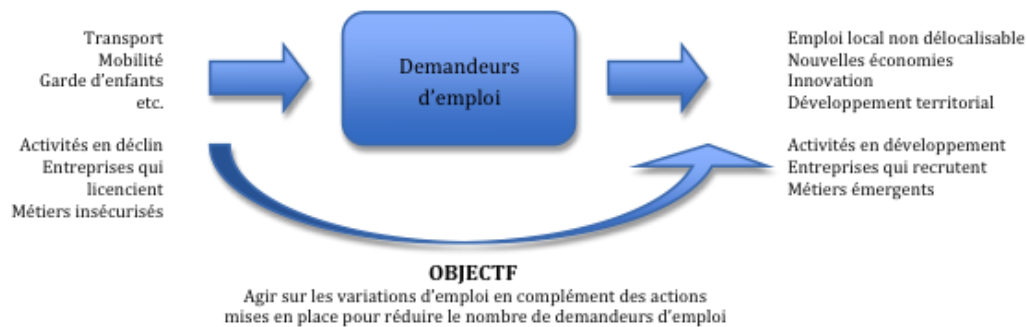 Transport
Mobilité
Garde d'enfants
etc.
Activités en déclin
Entreprises qui
licencient
Métiers insécurisés
Demandeurs
d'emploi
Emploi local non délocalisable
Nouvelles économies
Innovation
Développement territorial
Activités en développement
Entreprises qui recrutent
Métiers émergents
OBJECTF
Agir sur les variations d'emploi en complément des actions
mises en place pour réduire le nombre de demandeurs d'emploi